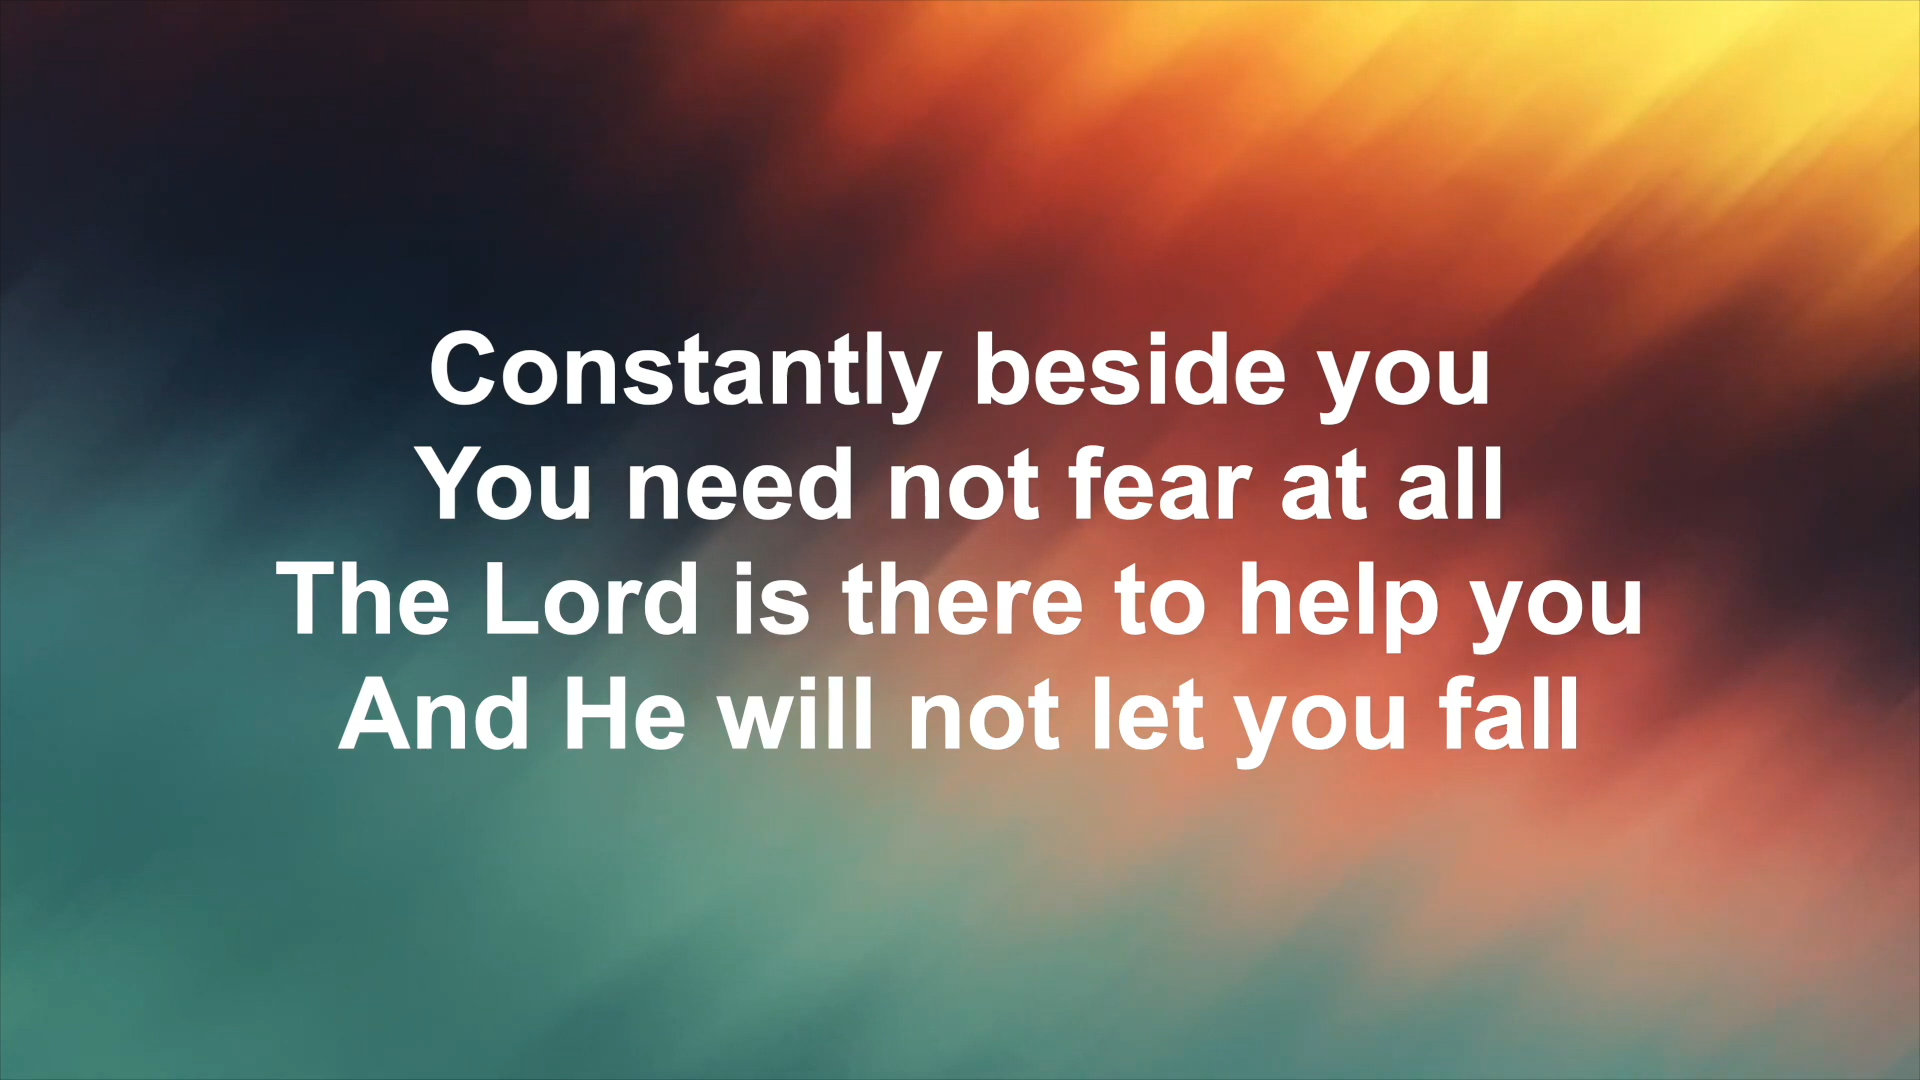 Constantly beside you
You need not fear at all
The Lord is there to help you
And He will not let you fall